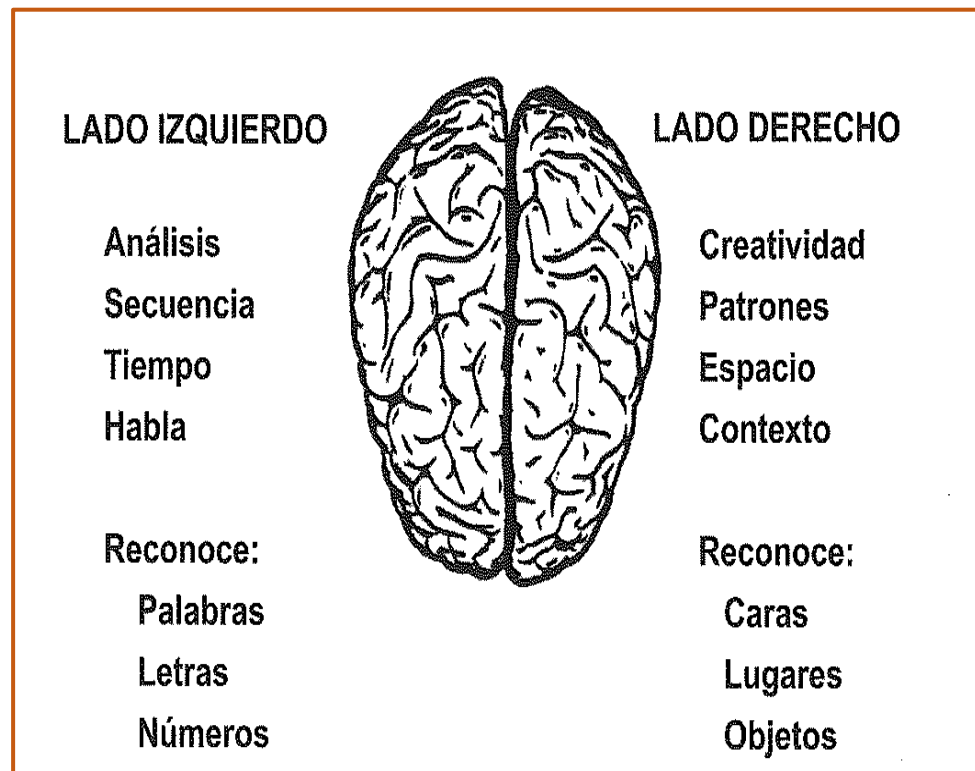 LADO IZQUIERDO
Análisis
Secuencia
Tiempo
Habla
Reconoce:
Palabras
Letras
Números
LADO DERECHO
Creatividad
Patrones
Espacio
Contexto
Reconoce:
Caras
Lugares
Objetos